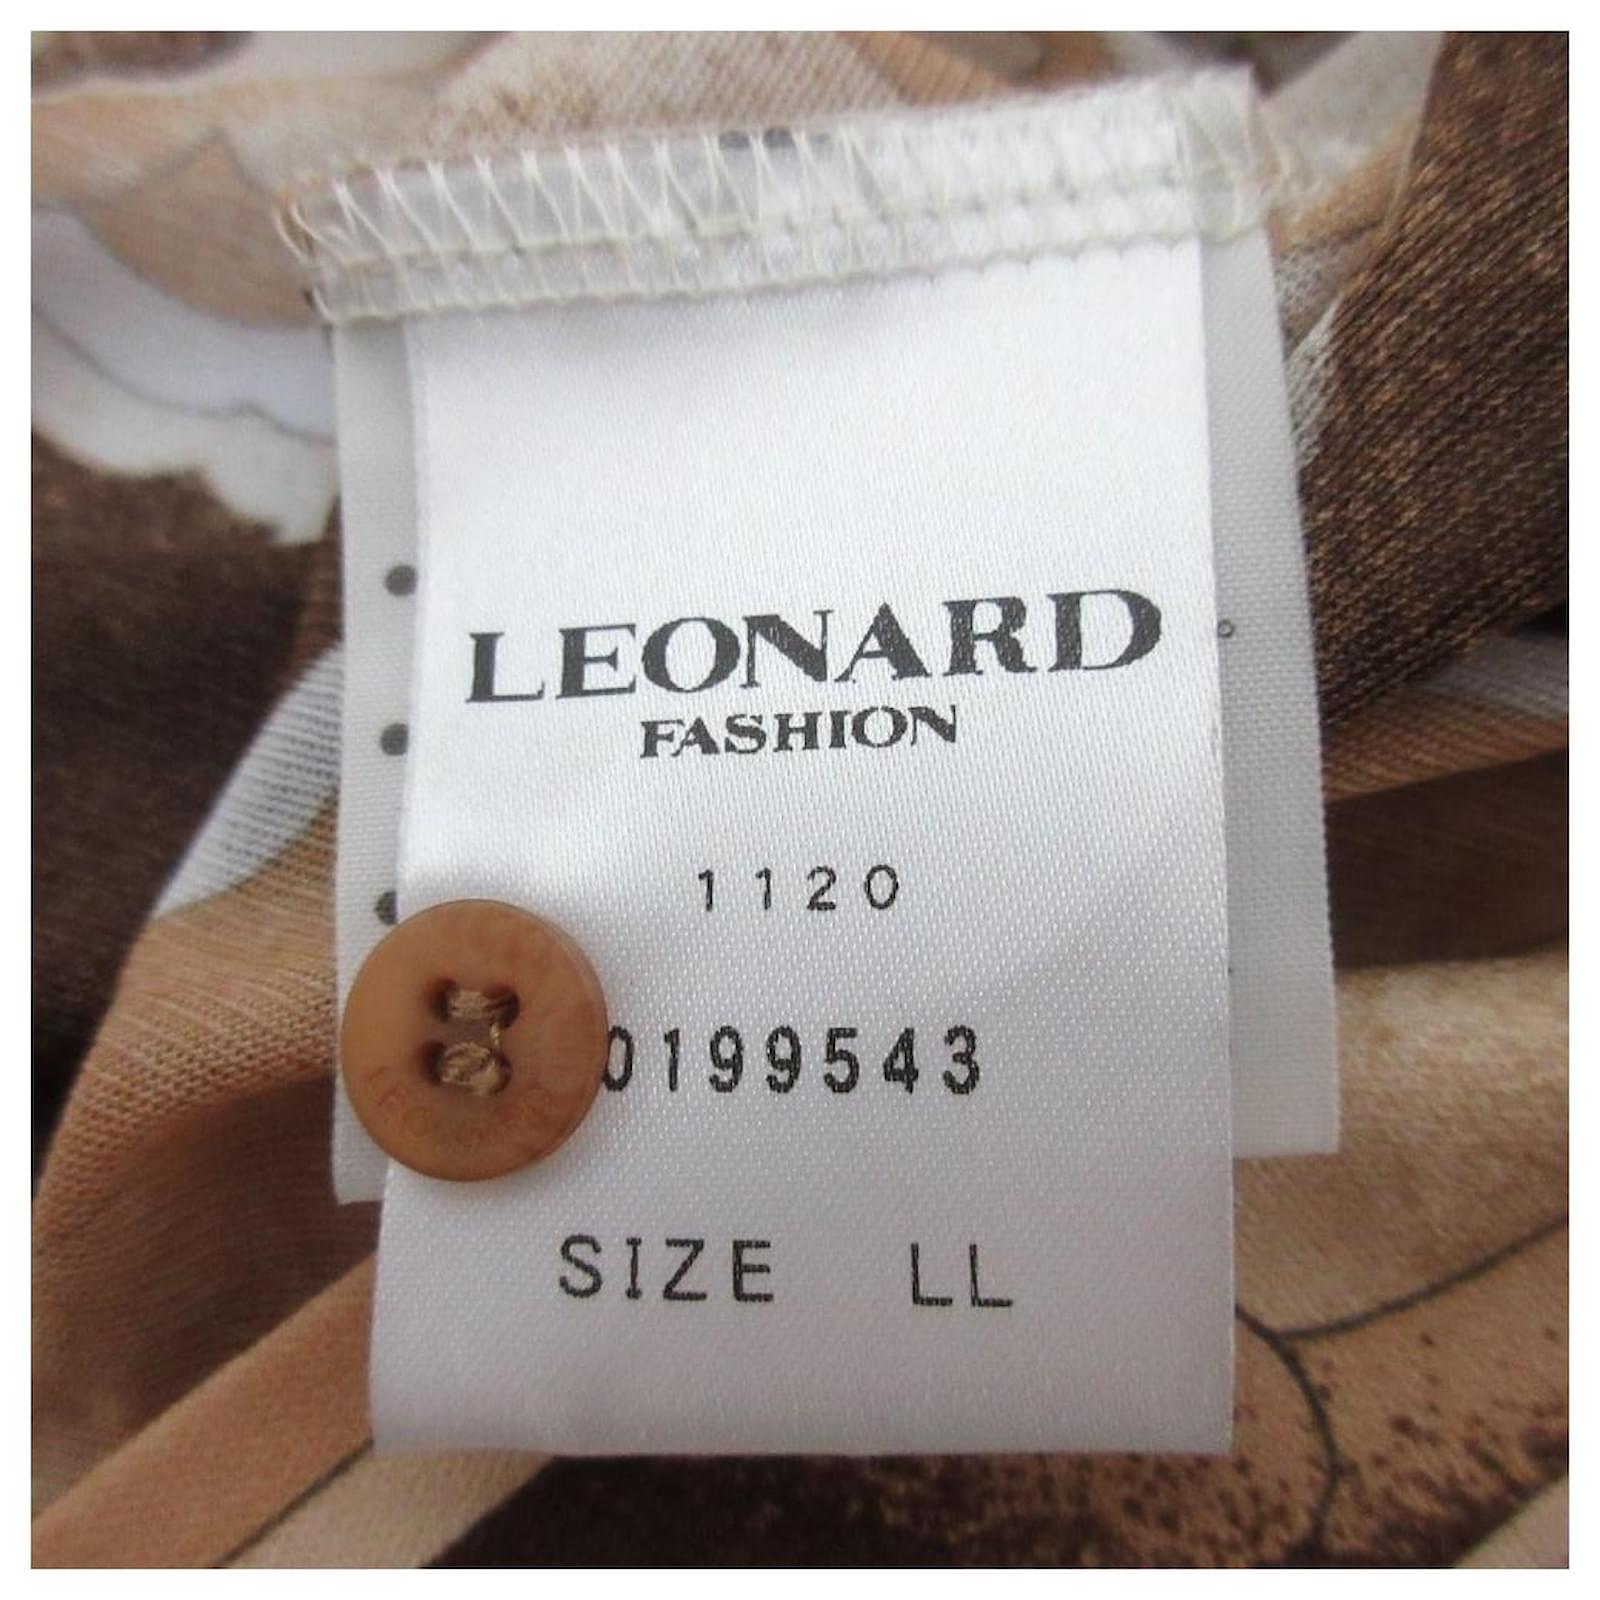 LEONARD
FASHION
1120
0199543
SIZE LL